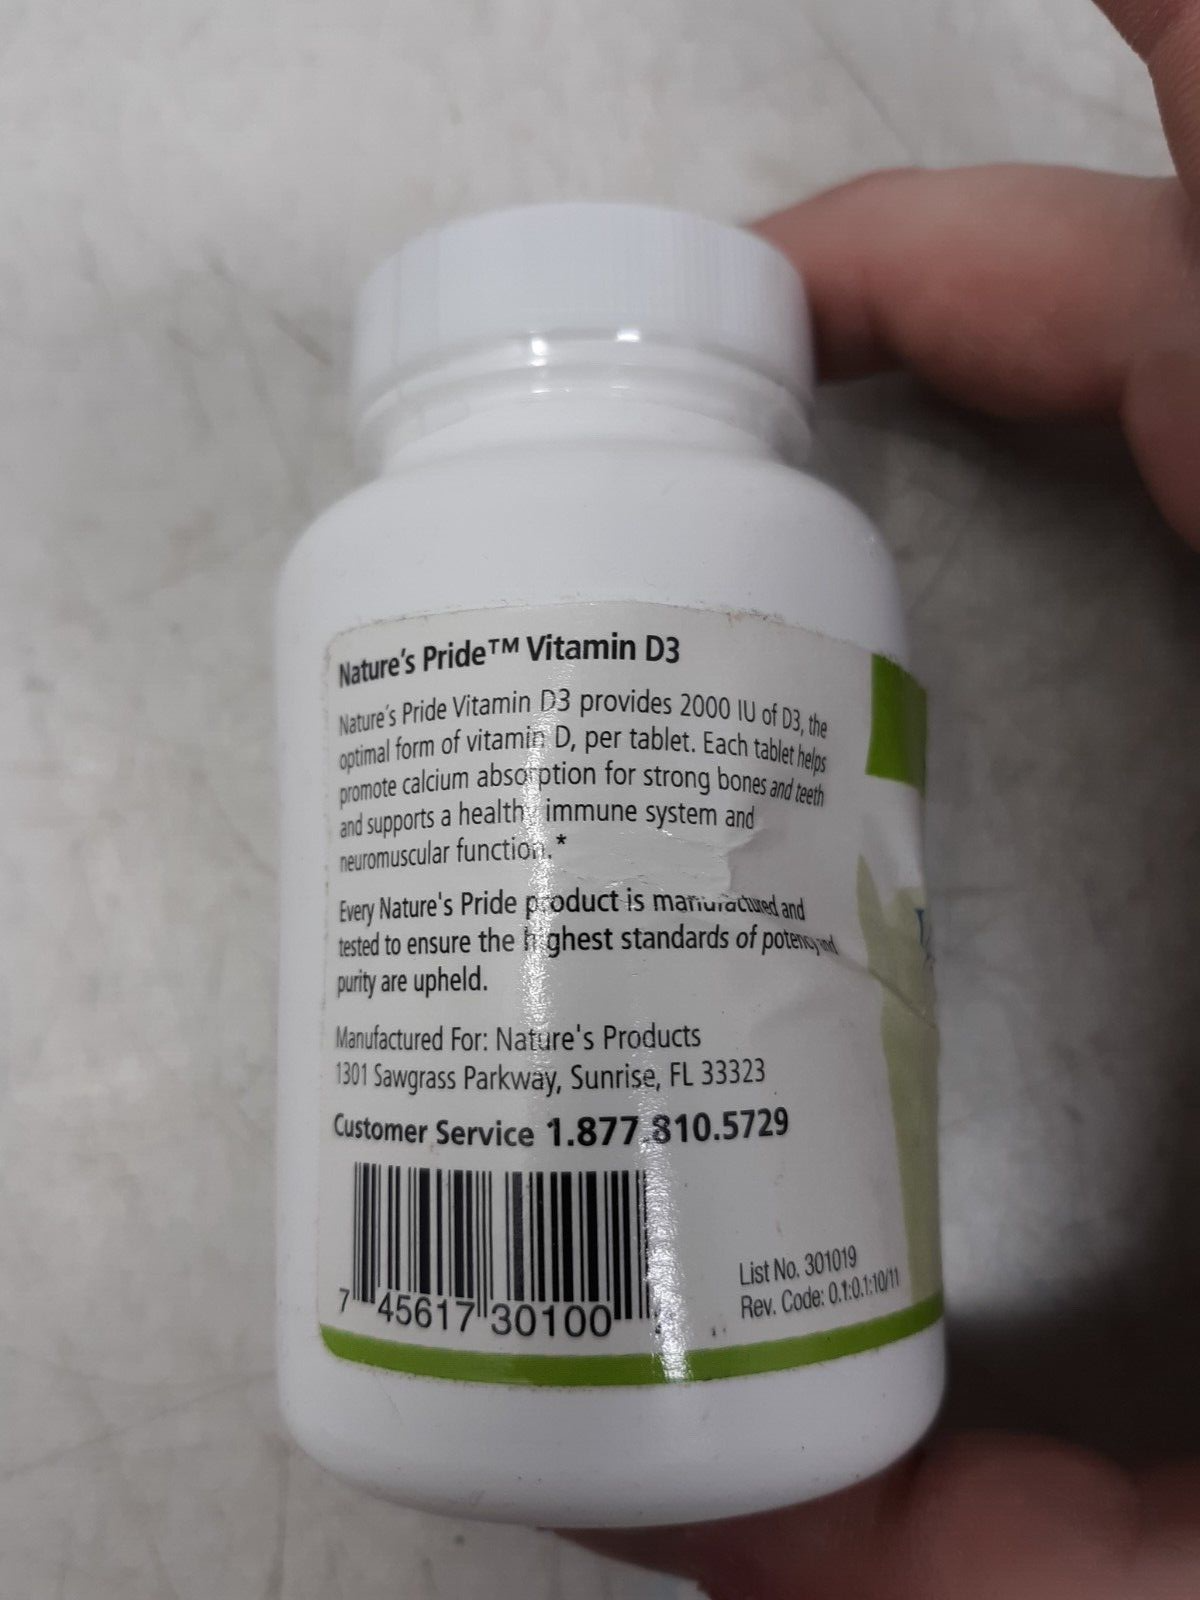 Nature's Pride™ Vitamin D3
Nature's Pride Vitamin D3 provides 2000 IU of D3, the
optimal form of vitamin D, per tablet. Each tablet helps
promote calcium absorption for strong bones and teeth
and supports a healthy immune system and
neuromuscular function.*
Every Nature's Pride product is manufactured and
tested to ensure the highest standards of potency and
purity are upheld.
Manufactured For: Nature's Products
1301 Sawgrass Parkway, Sunrise, FL 33323
Customer Service 1.877.810.5729
7 45617 30100
List No. 301019
Rev. Code: 0.1:0.1:10/11